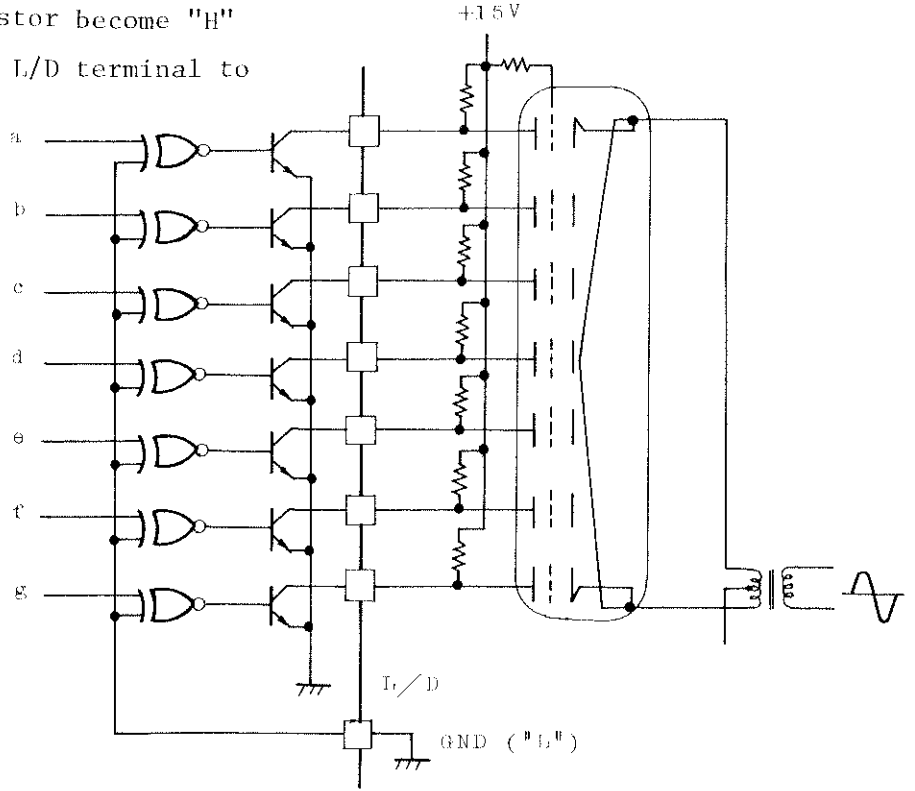 stor become "H"
L/D terminal to
+15V
a
b
c
d
e
f
g
L/D
GND ("L")